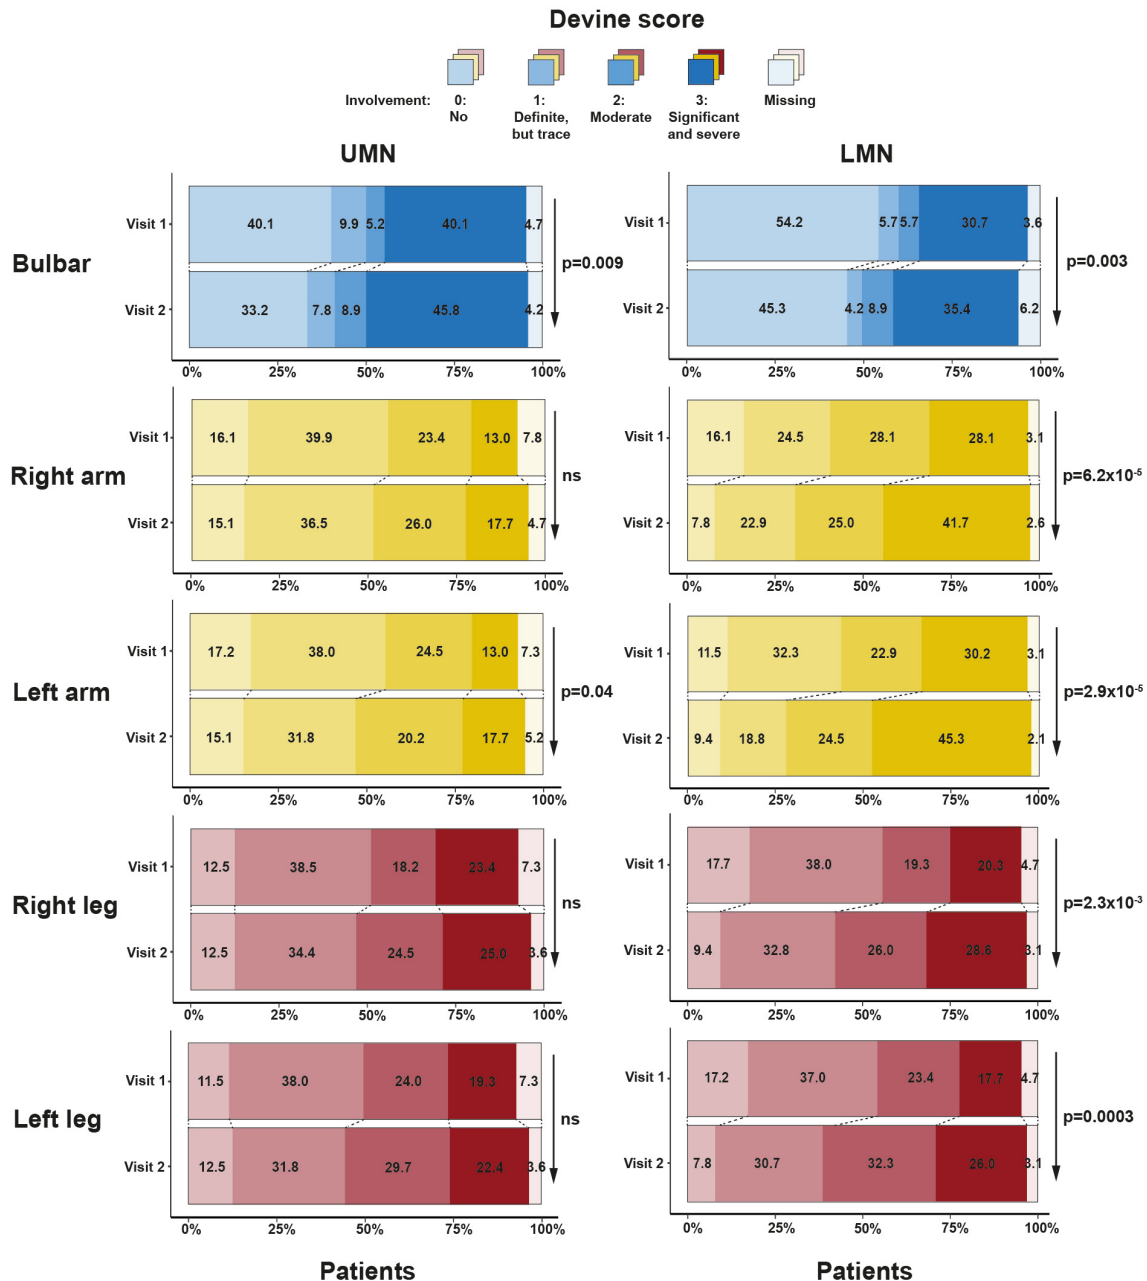 Devine score
Involvement: 0: 1: 2: 3: Missing
No Definite, Moderate Significant
but trace and severe
UMN LMN
Bulbar
Visit 1 40.1 9.9 5.2 40.1 4.7
Visit 2 33.2 7.8 8.9 45.8 4.2
p=0.009
0% 25% 50% 75% 100%
Visit 1 54.2 5.7 5.7 30.7 3.6
Visit 2 45.3 4.2 8.9 35.4 6.2
p=0.003
0% 25% 50% 75% 100%
Right arm
Visit 1 16.1 39.9 23.4 13.0 7.8
Visit 2 15.1 36.5 26.0 17.7 4.7
ns
0% 25% 50% 75% 100%
Visit 1 16.1 24.5 28.1 28.1 3.1
Visit 2 7.8 22.9 25.0 41.7 2.6
p=6.2x10⁻⁵
0% 25% 50% 75% 100%
Left arm
Visit 1 17.2 38.0 24.5 13.0 7.3
Visit 2 15.1 31.8 20.2 17.7 5.2
p=0.04
0% 25% 50% 75% 100%
Visit 1 11.5 32.3 22.9 30.2 3.1
Visit 2 9.4 18.8 24.5 45.3 2.1
p=2.9x10⁻⁵
0% 25% 50% 75% 100%
Right leg
Visit 1 12.5 38.5 18.2 23.4 7.3
Visit 2 12.5 34.4 24.5 25.0 3.6
ns
0% 25% 50% 75% 100%
Visit 1 17.7 38.0 19.3 20.3 4.7
Visit 2 9.4 32.8 26.0 28.6 3.1
p=2.3x10⁻³
0% 25% 50% 75% 100%
Left leg
Visit 1 11.5 38.0 24.0 19.3 7.3
Visit 2 12.5 31.8 29.7 22.4 3.6
ns
0% 25% 50% 75% 100%
Visit 1 17.2 37.0 23.4 17.7 4.7
Visit 2 7.8 30.7 32.3 26.0 3.1
p=0.0003
0% 25% 50% 75% 100%
Patients Patients